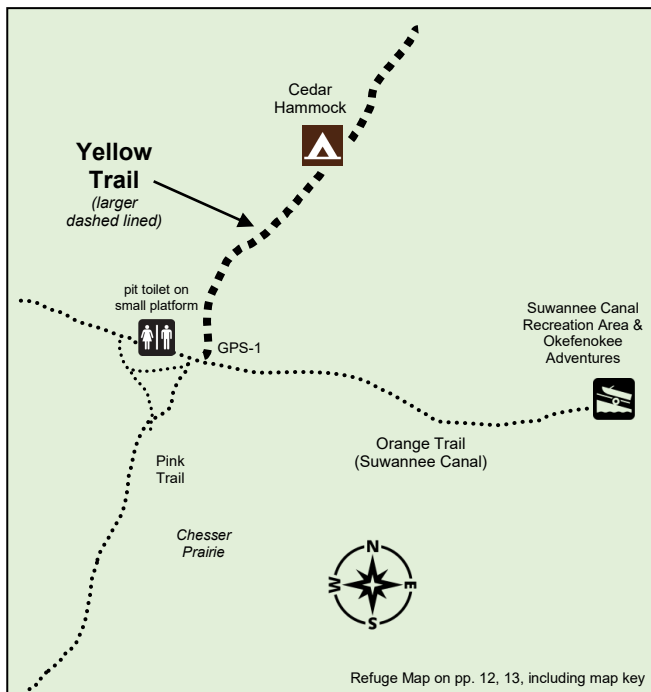 Cedar
Hammock
Yellow
Trail
(larger
dashed lined)
pit toilet on
small platform
GPS-1
Suwannee Canal
Recreation Area &
Okefenokee
Adventures
Orange Trail
(Suwannee Canal)
Pink
Trail
Chesser
Prairie
N
W
E
S
Refuge Map on pp. 12, 13, including map key